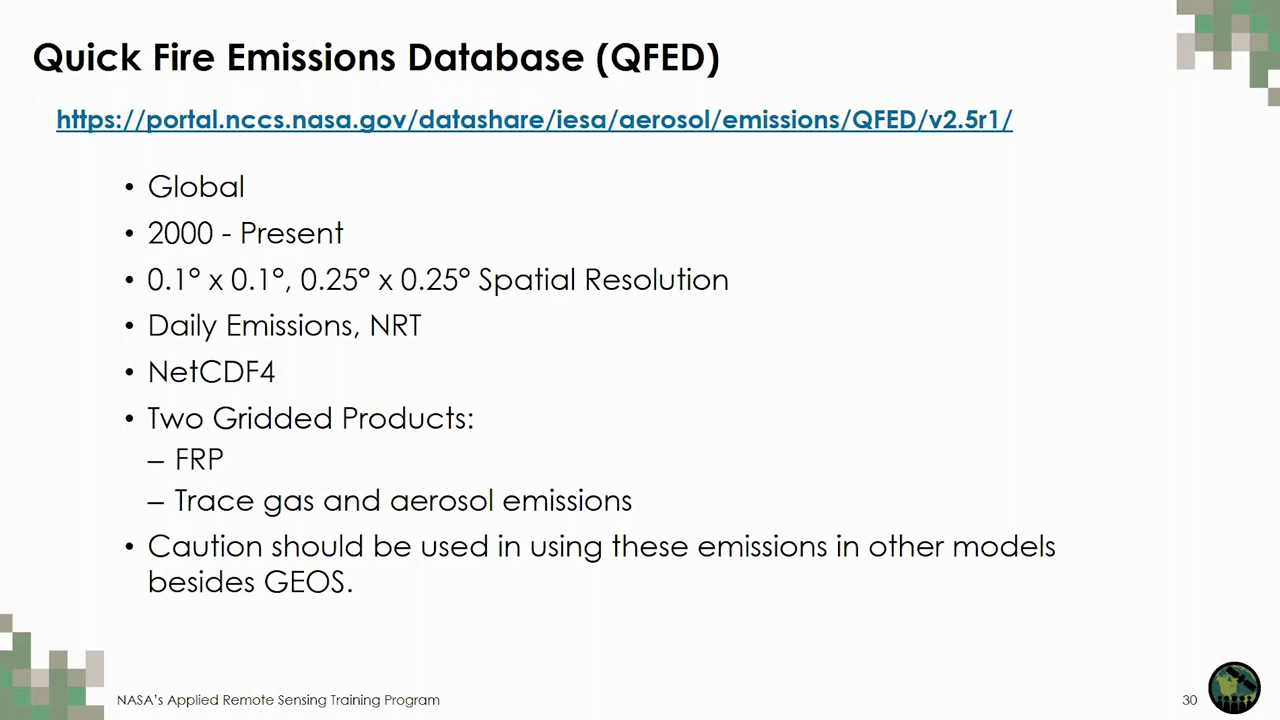 Quick Fire Emissions Database (QFED)
https://portal.nccs.nasa.gov/datashare/iesa/aerosol/emissions/QFED/v2.5r1/
• Global
• 2000 - Present
• 0.1° x 0.1°, 0.25° x 0.25° Spatial Resolution
• Daily Emissions, NRT
• NetCDF4
• Two Gridded Products:
– FRP
– Trace gas and aerosol emissions
• Caution should be used in using these emissions in other models
besides GEOS.
NASA's Applied Remote Sensing Training Program
30